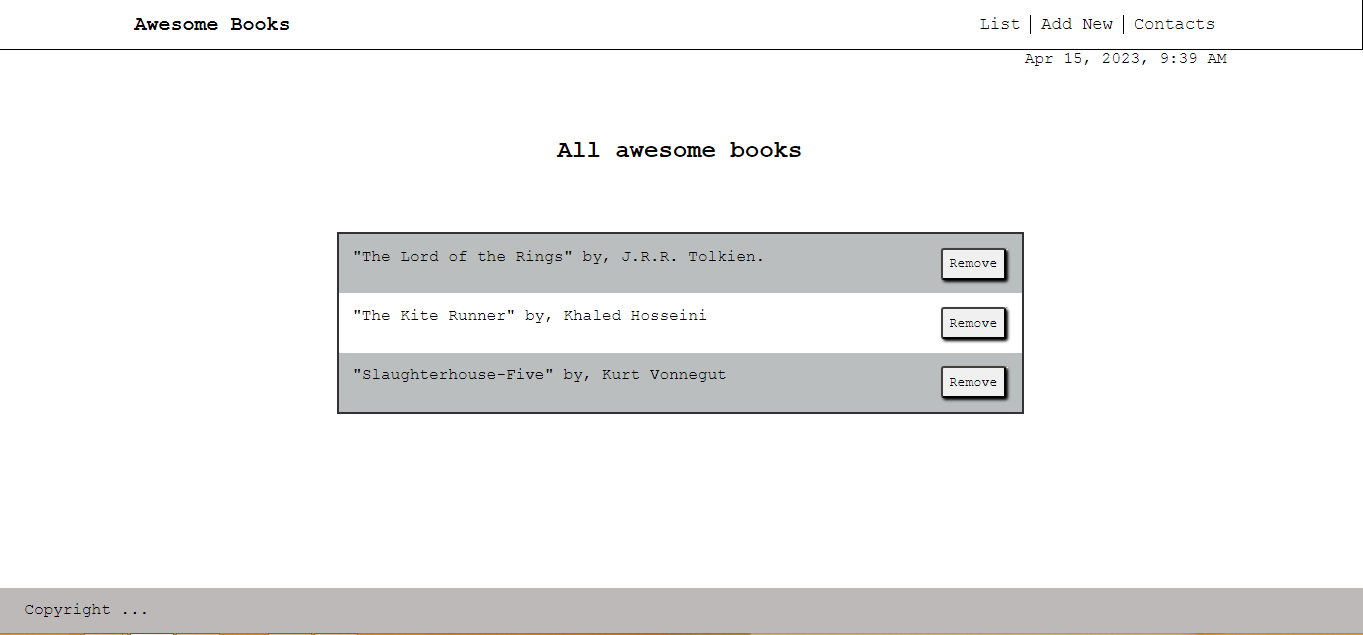 Awesome Books
List
Add New
Contacts
Apr 15, 2023, 9:39 AM
All awesome books
"The Lord of the Rings" by, J.R.R. Tolkien.
Remove
"The Kite Runner" by, Khaled Hosseini
Remove
"Slaughterhouse-Five" by, Kurt Vonnegut
Remove
Copyright ...